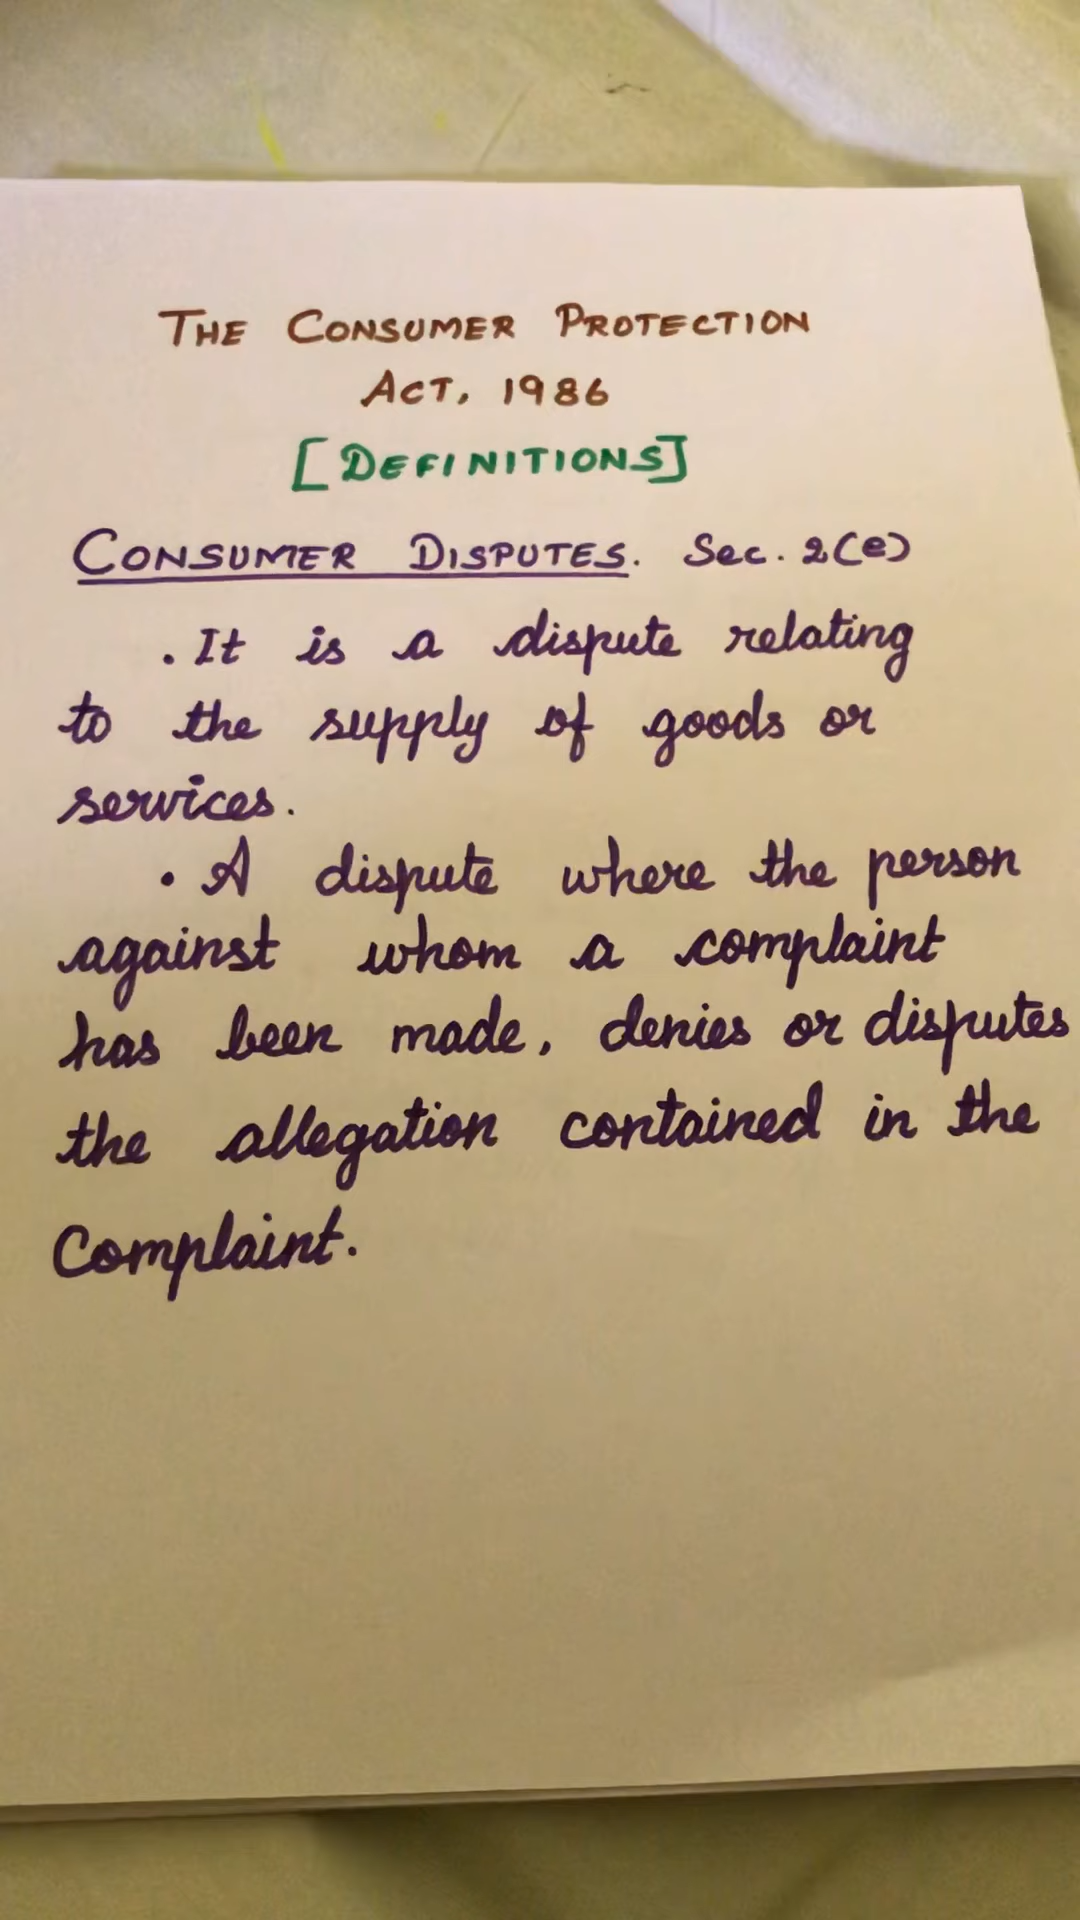 THE CONSUMER PROTECTION
ACT, 1986
[DEFINITIONS]
CONSUMER DISPUTES. Sec. 2(e)
. It is a dispute relating
to the supply of goods or
services.
• A dispute where the person
against whom a complaint
has been made, denies or disputes
the allegation contained in the
Complaint.